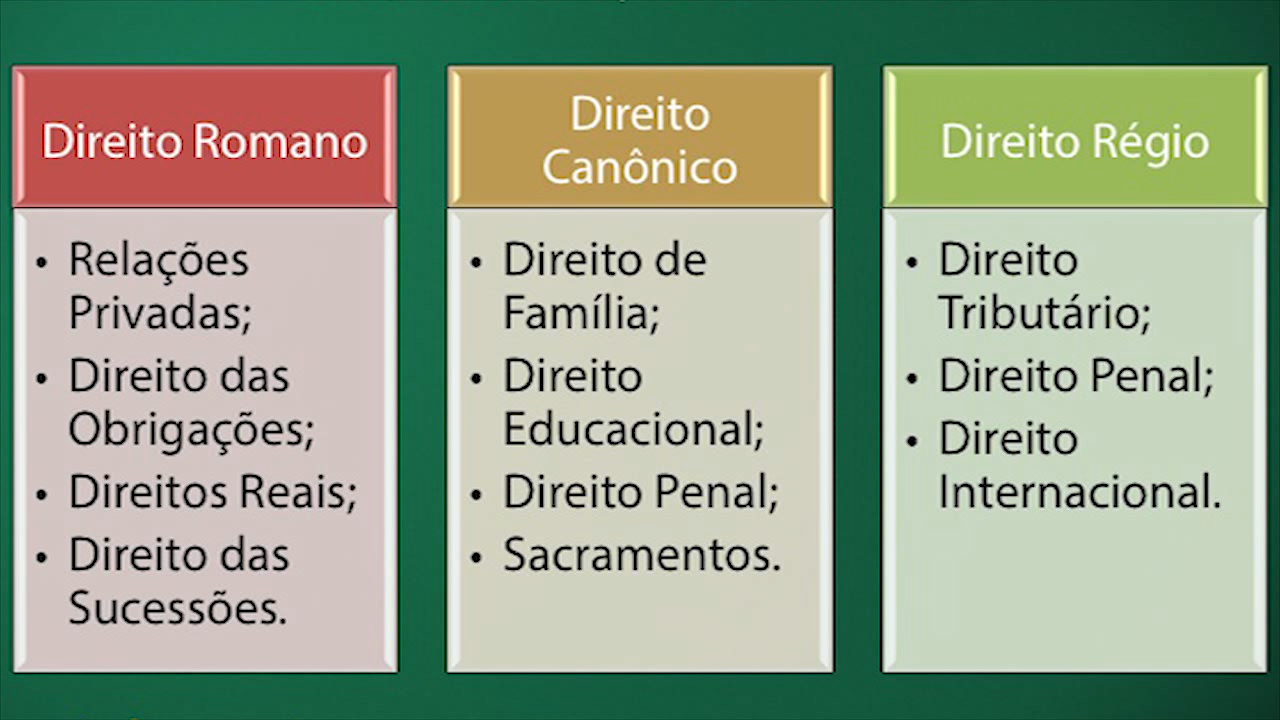 Direito Romano
• Relações
Privadas;
• Direito das
Obrigações;
• Direitos Reais;
• Direito das
Sucessões.
Direito
Canônico
• Direito de
Família;
• Direito
Educacional;
• Direito Penal;
• Sacramentos.
Direito Régio
• Direito
Tributário;
• Direito Penal;
• Direito
Internacional.